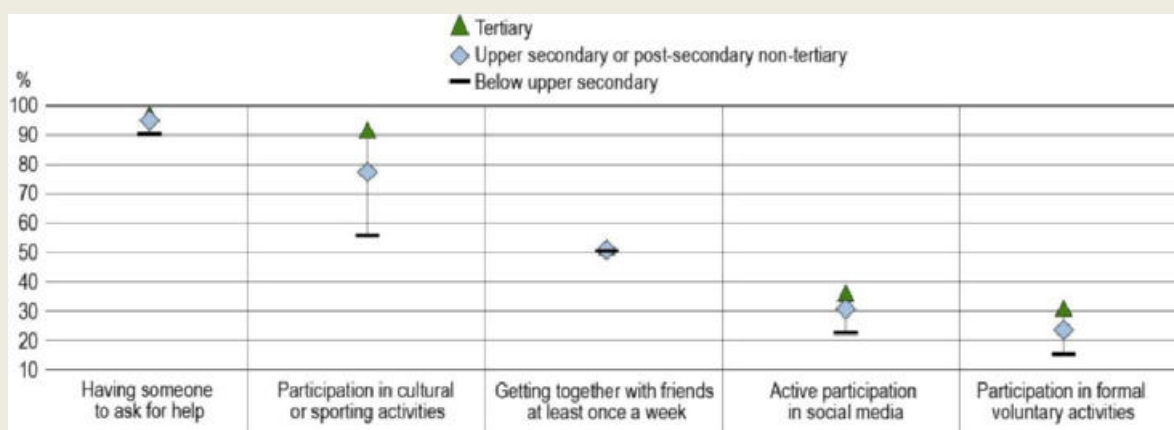 Tertiary
Upper secondary or post-secondary non-tertiary
Below upper secondary
%
100
90
80
70
60
50
40
30
20
10
Having someone
to ask for help
Participation in cultural
or sporting activities
Getting together with friends
at least once a week
Active participation
in social media
Participation in formal
voluntary activities